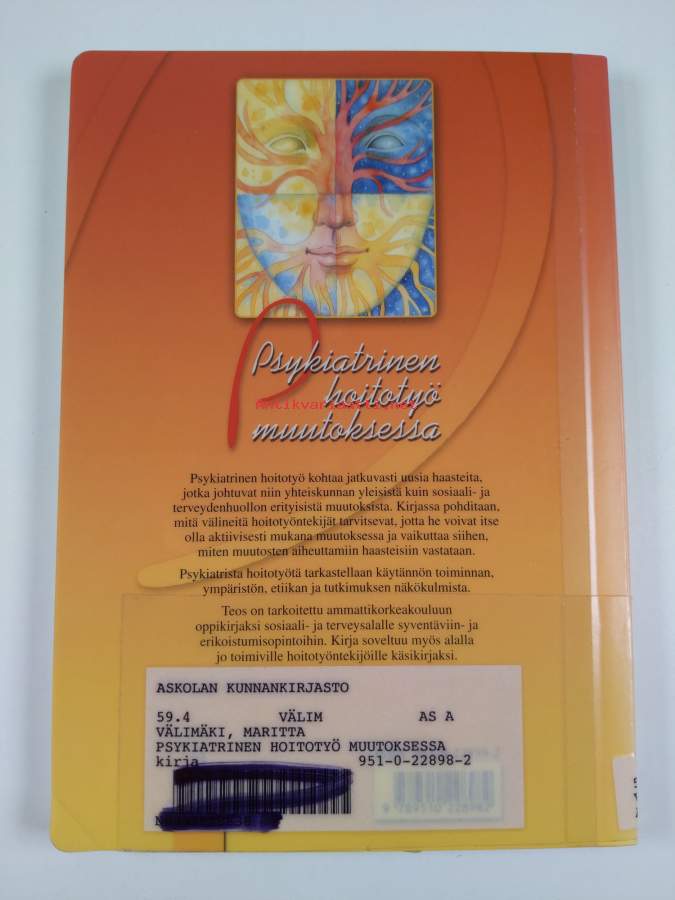 Psykiatrinen
hoitotyö
Antikvariaatti.net
muutoksessa
Psykiatrinen hoitotyö kohtaa jatkuvasti uusia haasteita,
jotka johtuvat niin yhteiskunnan yleisistä kuin sosiaali- ja
terveydenhuollon erityisistä muutoksista. Kirjassa pohditaan,
mitä välineitä hoitotyöntekijät tarvitsevat, jotta he voivat itse
olla aktiivisesti mukana muutoksessa ja vaikuttaa siihen,
miten muutosten aiheuttamiin haasteisiin vastataan.
Psykiatrista hoitotyötä tarkastellaan käytännön toiminnan,
ympäristön, etiikan ja tutkimuksen näkökulmista.
Teos on tarkoitettu ammattikorkeakouluun
oppikirjaksi sosiaali- ja terveysalalle syventäviin- ja
erikoistumisopintoihin. Kirja soveltuu myös alalla
jo toimiville hoitotyöntekijöille käsikirjaksi.
ASKOLAN KUNNANKIRJASTO
59.4 VÄLIM AS A
VÄLIMÄKI, MARITTA
PSYKIATRINEN HOITOTYÖ MUUTOKSESSA
kirja 951-0-22898-2